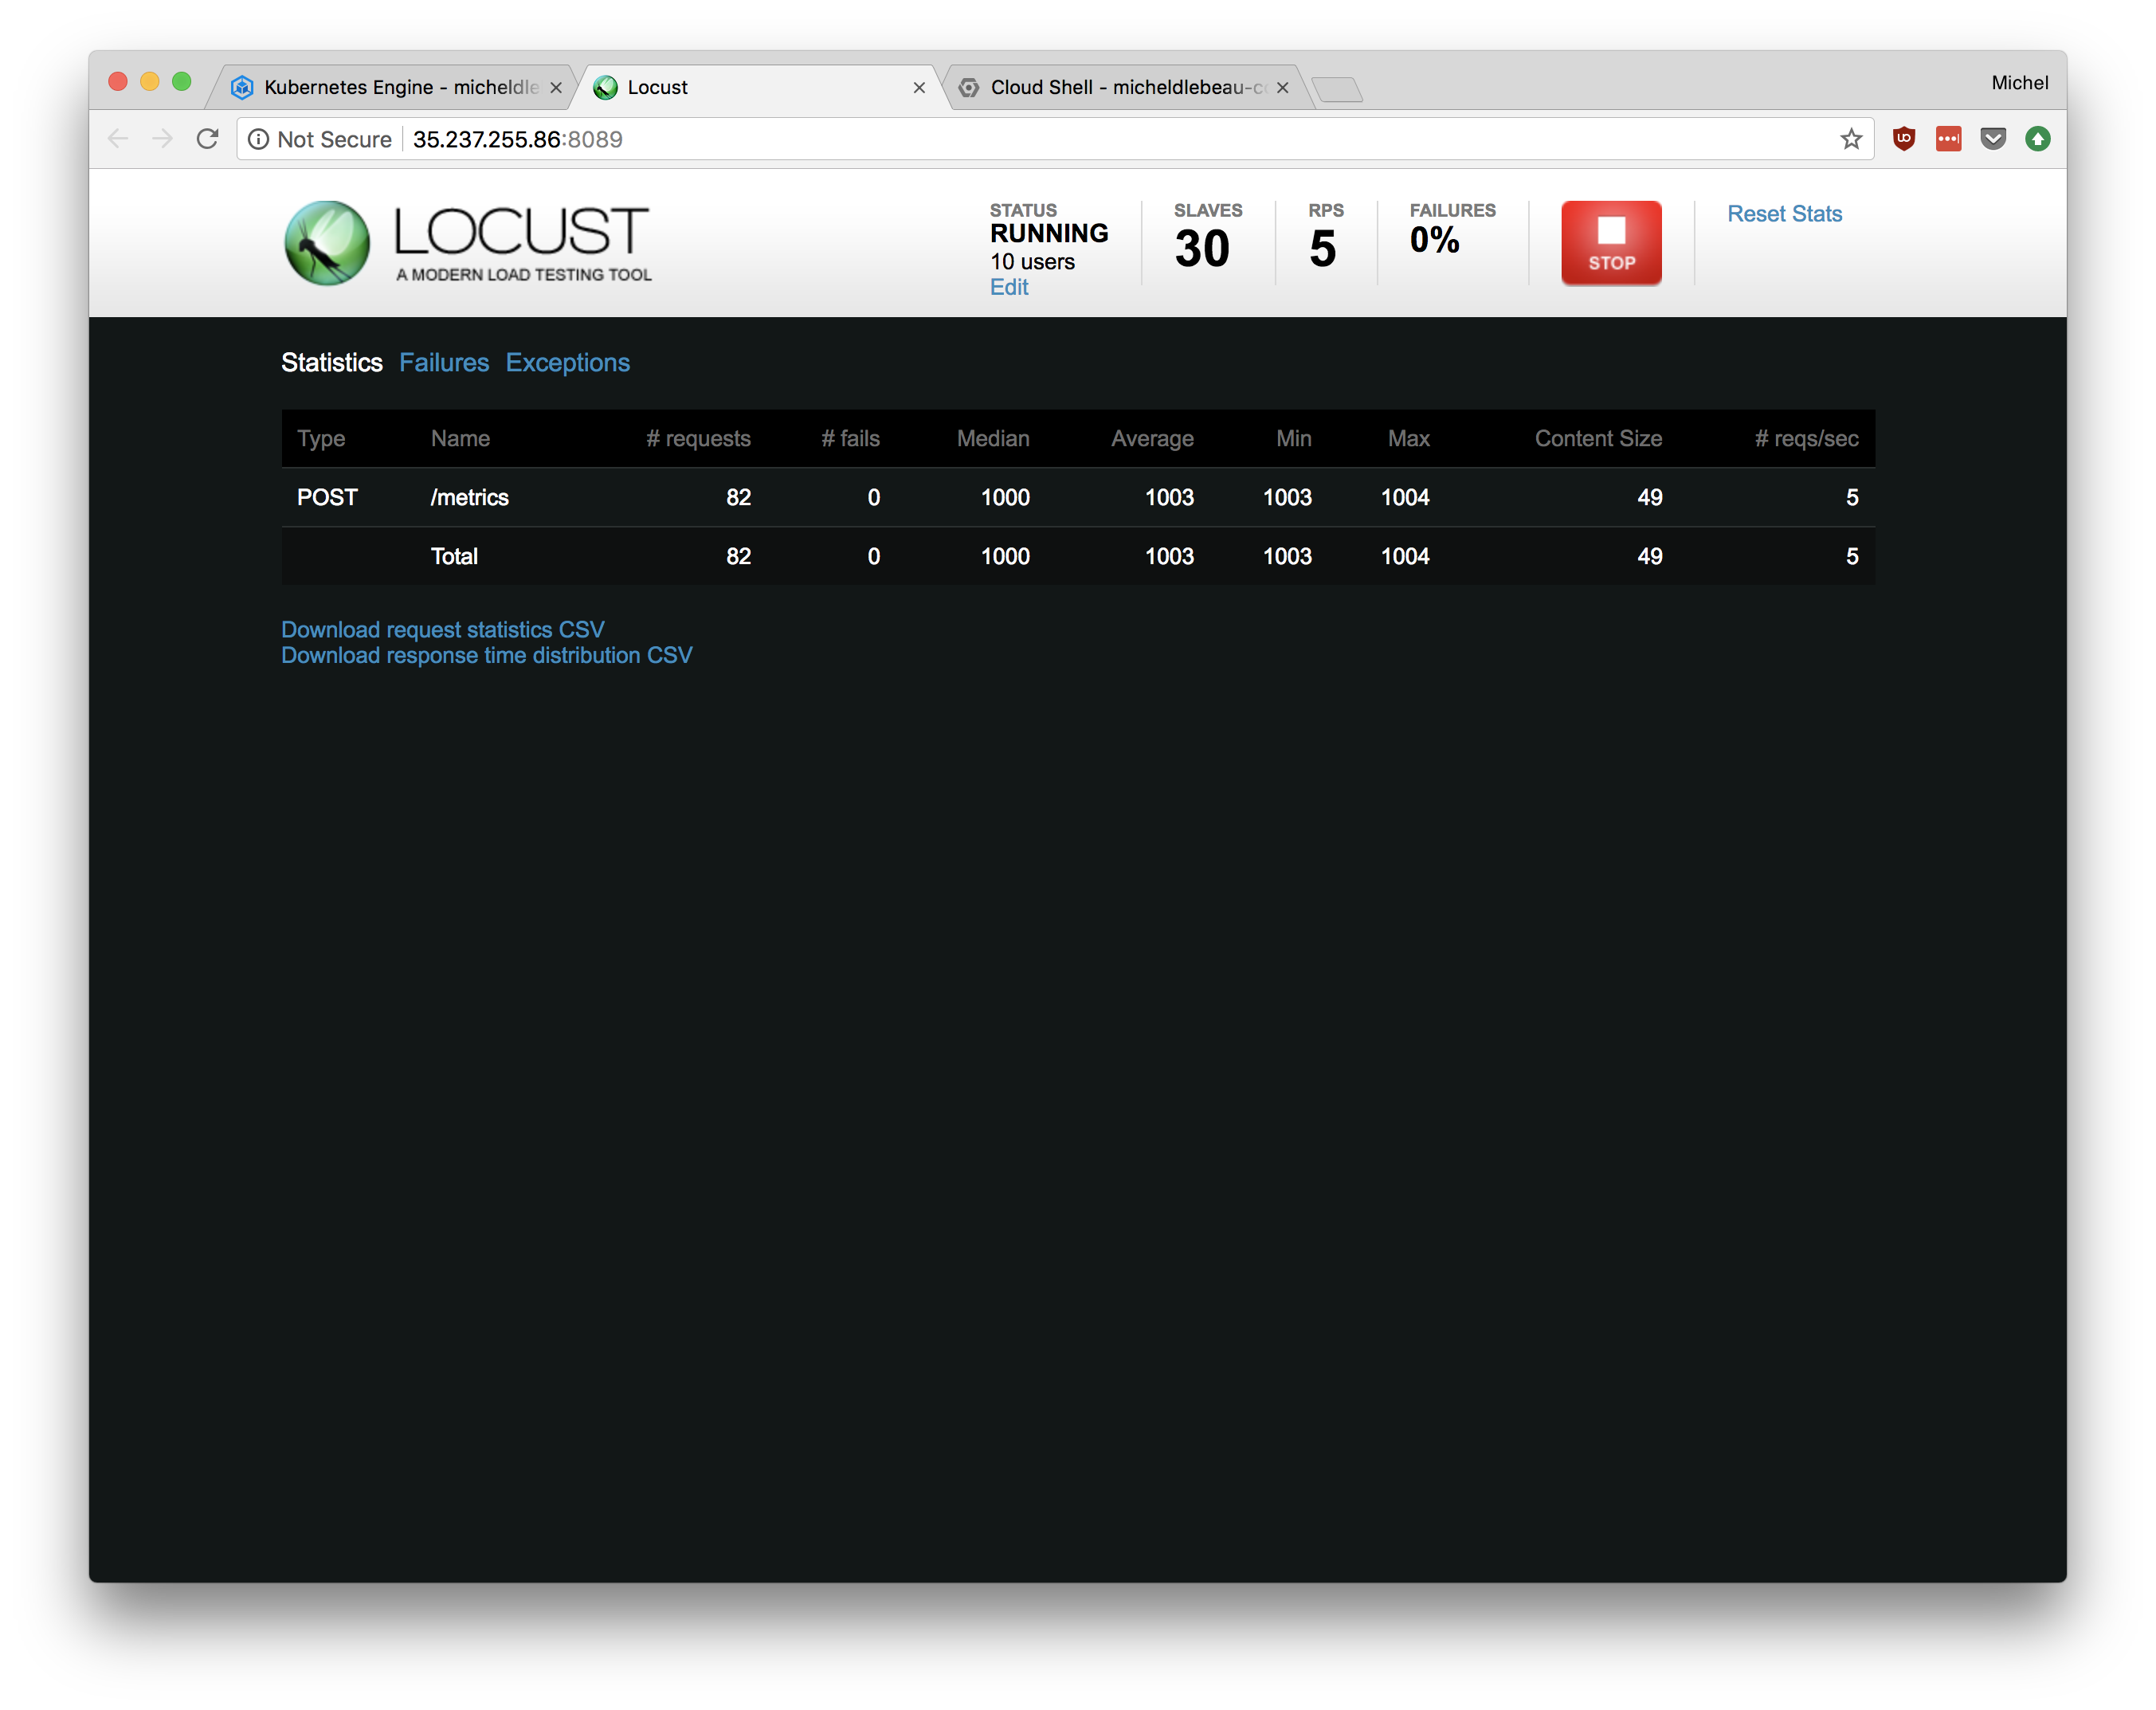 Kubernetes Engine - micheldle
Locust
Cloud Shell - micheldlebeau-c
Michel
Not Secure 35.237.255.86:8089
LOCUST
A MODERN LOAD TESTING TOOL
STATUS
RUNNING
10 users
Edit
SLAVES
30
RPS
5
FAILURES
0%
STOP
Reset Stats
Statistics Failures Exceptions
Type Name # requests # fails Median Average Min Max Content Size # reqs/sec
POST /metrics 82 0 1000 1003 1003 1004 49 5
Total 82 0 1000 1003 1003 1004 49 5
Download request statistics CSV
Download response time distribution CSV